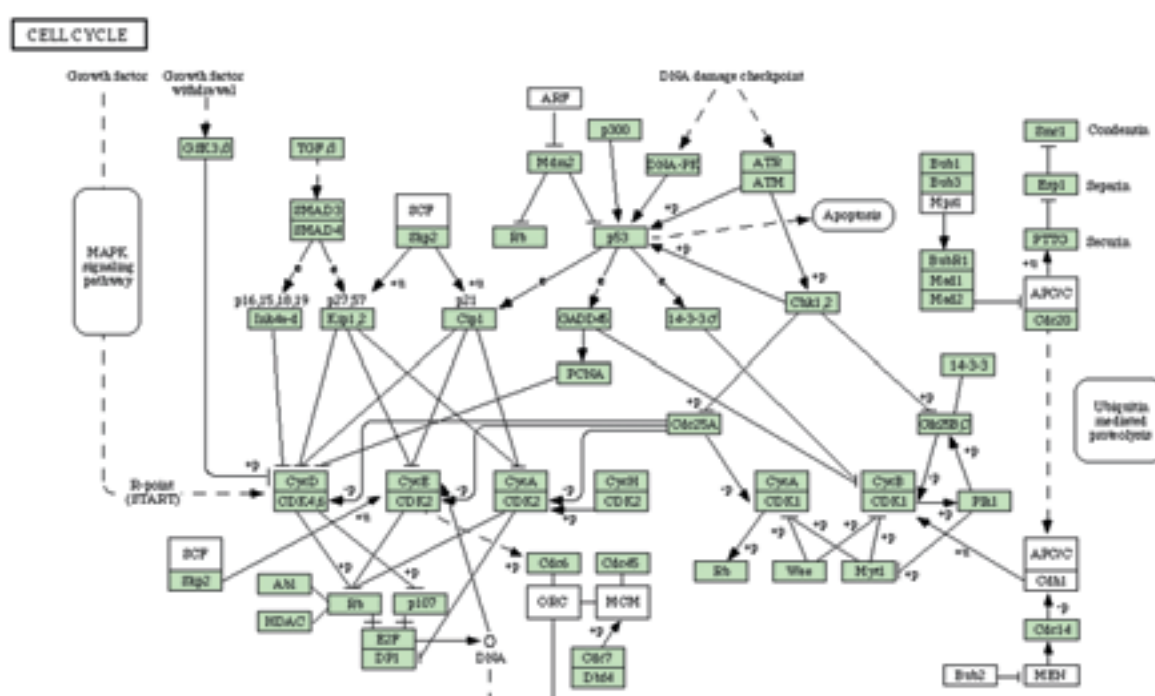 CELL CYCLE
Growth factor
Growth factor
withdrawal
DNA damage checkpoint
ARF
p300
Smc1
Condensin
GSK3β
TGFβ
Mdm2
DNA-PK
ATR
ATM
Bub1
Bub3
Mps1
Esp1
Separin
MAPK
signaling
pathway
SMAD3
SMAD4
SCF
Skp2
Rb
p53
+p
+p
Apoptosis
PTTG
Securin
BubR1
Mad1
Mad2
+u
APC/C
Cdc20
e
e
+u
+u
e
e
e
+p
p16,15,18,19
Ink4a-d
p27,57
Kip1,2
p21
Cip1
GADD45
14-3-3σ
Chk1,2
PCNA
14-3-3
+p
+p
Cdc25A
Cdc25B,C
Ubiquitin
mediated
proteolysis
R-point
(START)
+p
CycD
CDK4,6
-p
CycE
CDK2
-p
CycA
CDK2
-p
+p
CycH
CDK2
-p
CycA
CDK1
CycB
CDK1
-p
+p
+p
Plk1
+u
SCF
Skp2
+p
+p
+p
Cdc6
Cdc45
+p
Rb
+p
Wee
+p
+p
Myt1
+p
+u
APC/C
Cdh1
Abl
HDAC
Rb
p107
ORC
MCM
-p
Cdc14
E2F
DP1
DNA
+p
Cdc7
Dbf4
Bub2
MEN